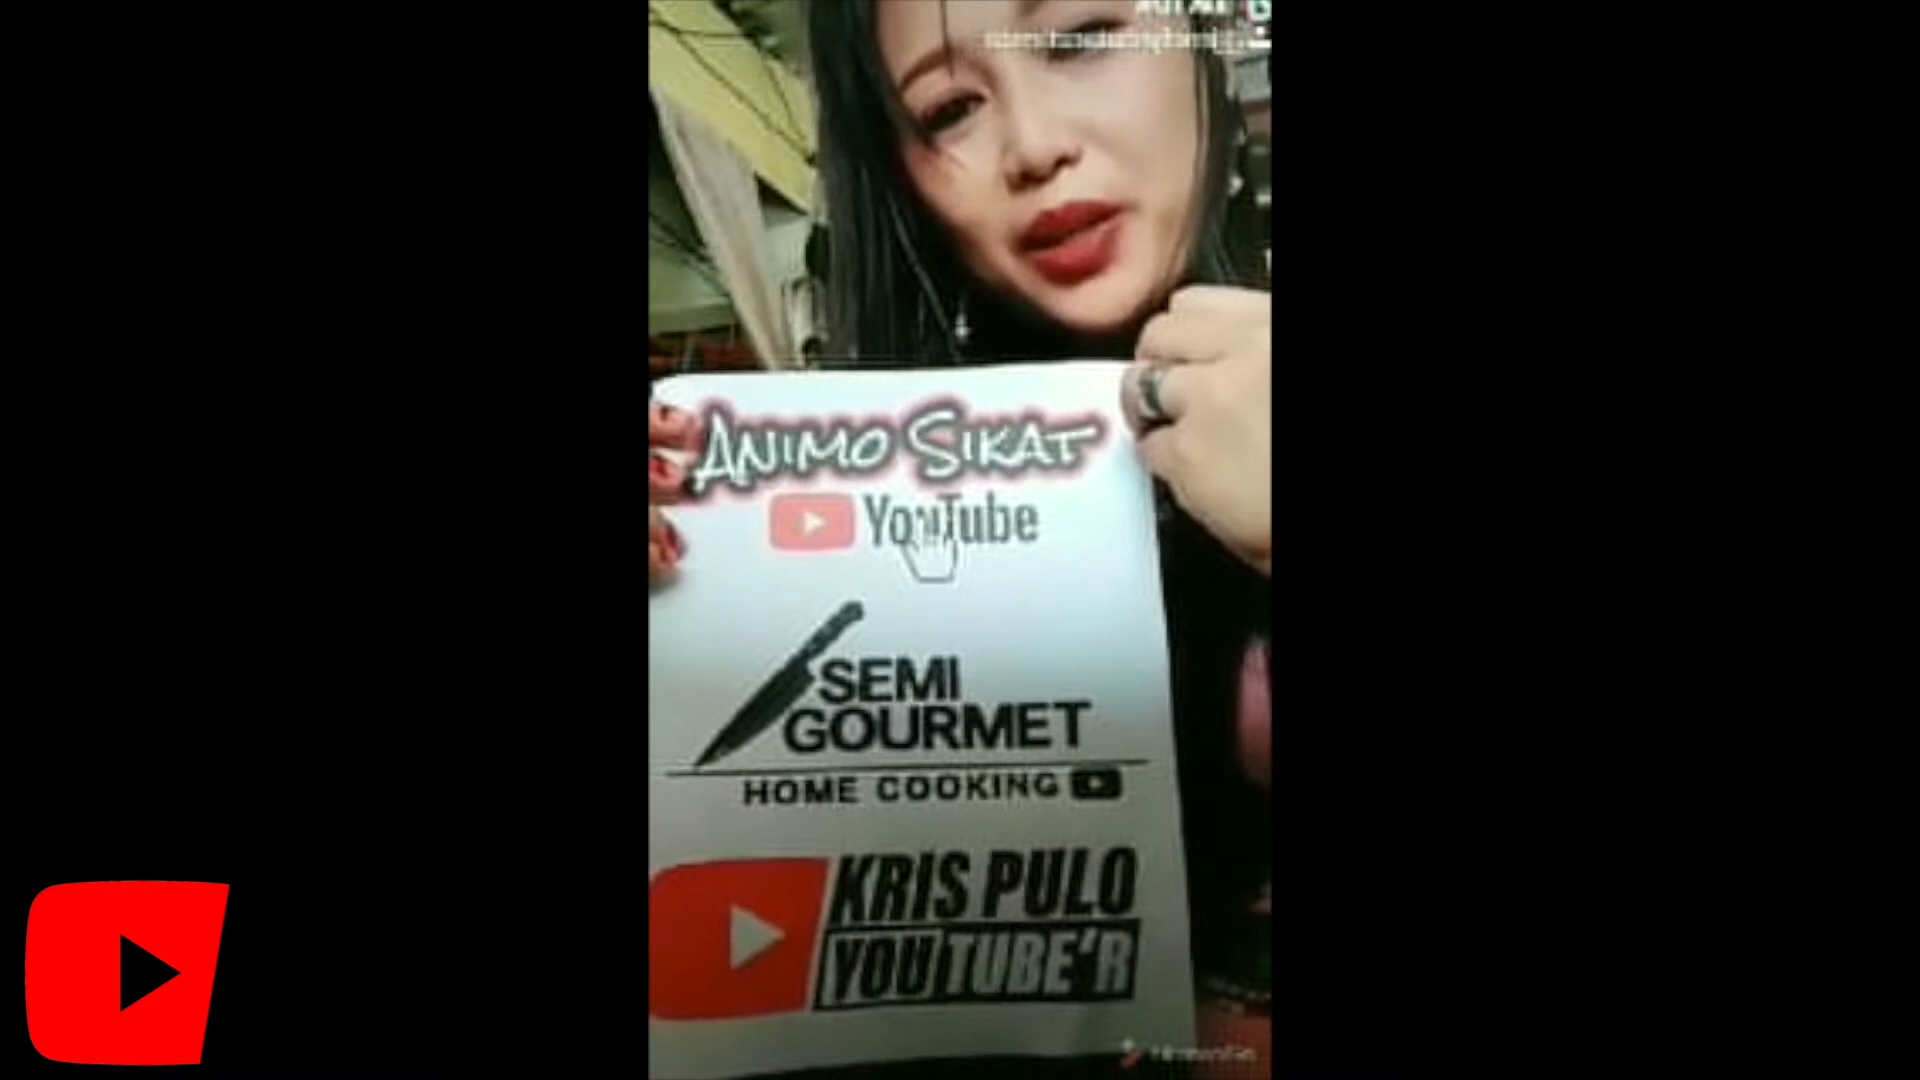 ANIMO SIKAT
YouTube
SEMI
GOURMET
HOME COOKING
KRIS PULO
YOUTUBE'R